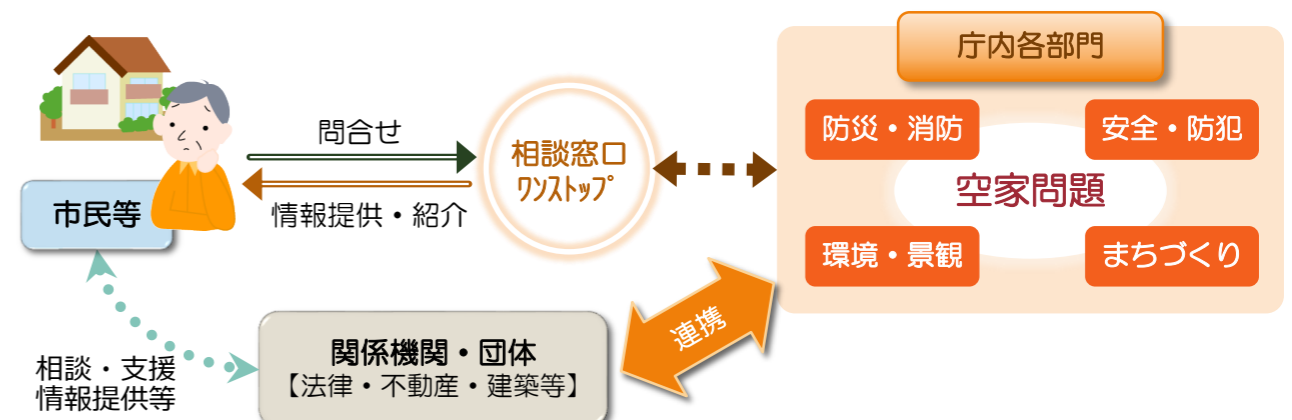 庁内各部門
防災・消防
安全・防犯
空家問題
環境・景観
まちづくり
問合せ
相談窓口
ﾜﾝｽﾄｯﾌﾟ
情報提供・紹介
市民等
連携
関係機関・団体
【法律・不動産・建築等】
相談・支援
情報提供等